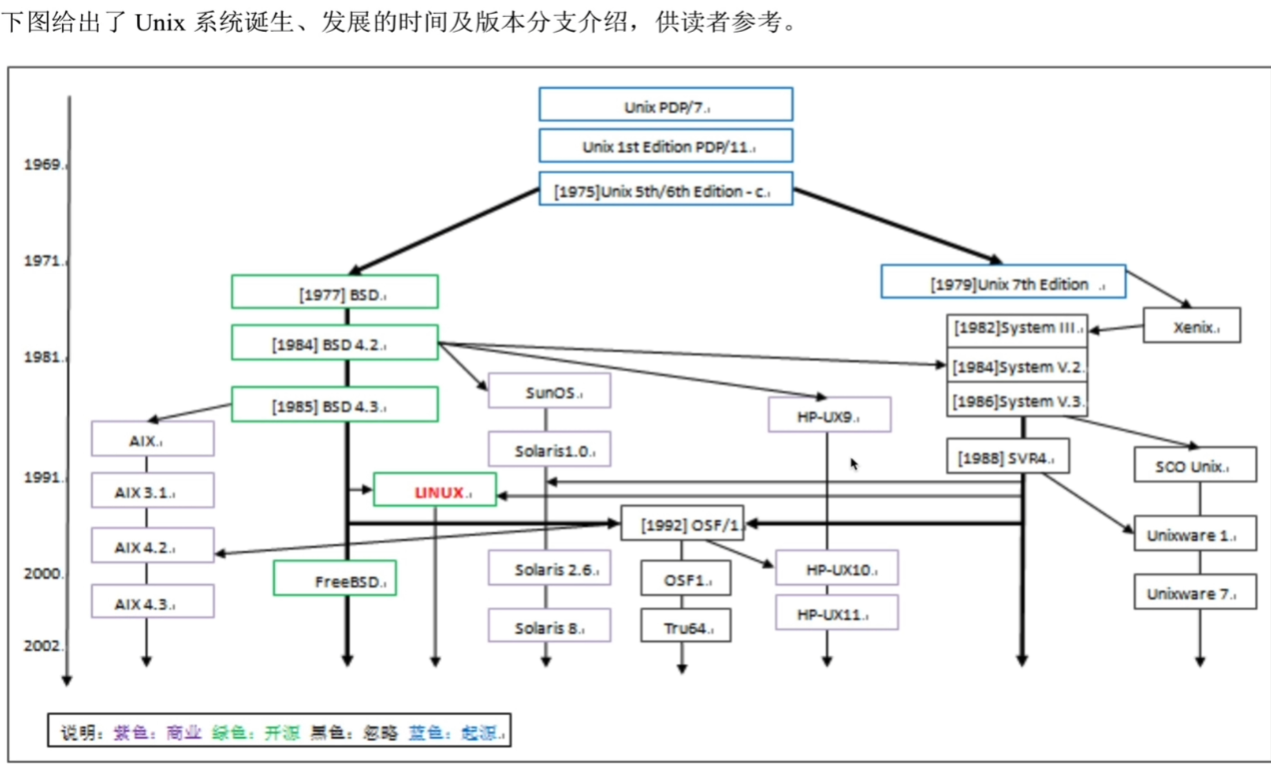 下图给出了 Unix 系统诞生、发展的时间及版本分支介绍，供读者参考。
Unix PDP/7.
Unix 1st Edition PDP/11.
1969.
[1975]Unix 5th/6th Edition - c.
1971.
[1977] BSD.
[1979]Unix 7th Edition .
[1982]System III.
Xenix.
[1984] BSD 4.2.
1981.
[1984]System V.2.
SunOS.
[1985] BSD 4.3.
[1986]System V.3.
HP-UX9.
AIX.
Solaris1.0.
[1988] SVR4.
SCO Unix.
1991.
AIX 3.1.
LINUX.
[1992] OSF/1.
Unixware 1.
AIX 4.2.
2000.
FreeBSD.
Solaris 2.6.
OSF1.
HP-UX10.
Unixware 7.
AIX 4.3.
HP-UX11.
Solaris 8.
Tru64.
2002.
说明：紫色：商业 绿色：开源 黑色：忽略 蓝色：起源.